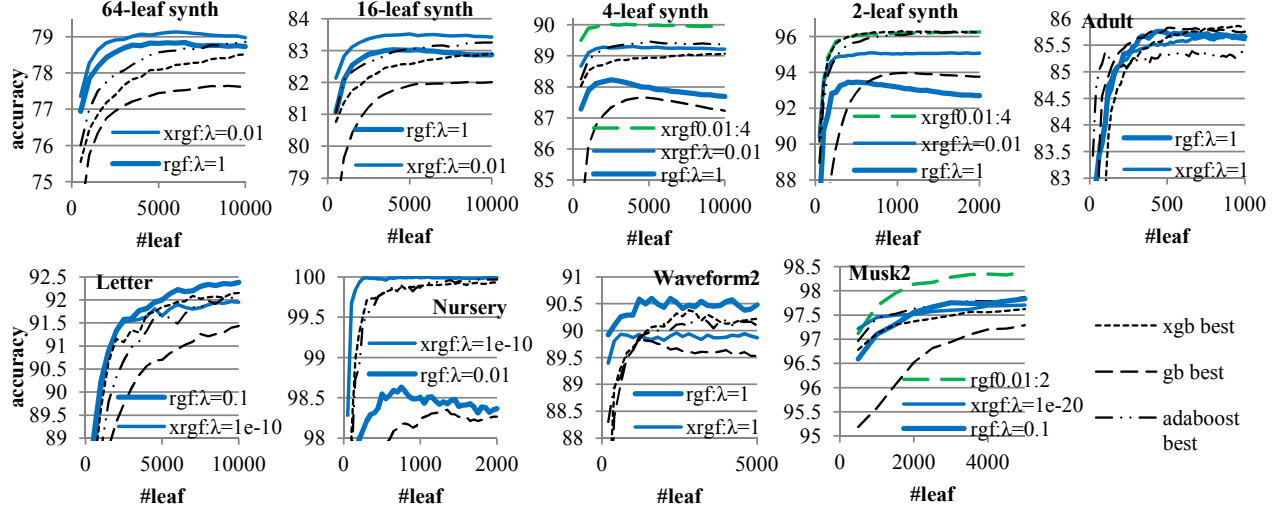 64-leaf synth
accuracy
79
78
77
76
75
xrgf:λ=0.01
rgf:λ=1
0 5000 10000
#leaf
16-leaf synth
84
83
82
81
80
79
rgf:λ=1
xrgf:λ=0.01
0 5000 10000
#leaf
4-leaf synth
90
89
88
87
86
85
xrgf0.01:4
xrgf:λ=0.01
rgf:λ=1
0 5000 10000
#leaf
2-leaf synth
96
94
92
90
88
xrgf0.01:4
xrgf:λ=0.01
rgf:λ=1
0 1000 2000
#leaf
Adult
86
85.5
85
84.5
84
83.5
83
rgf:λ=1
xrgf:λ=1
0 500 1000
#leaf
Letter
accuracy
92.5
92
91.5
91
90.5
90
89.5
89
rgf:λ=0.1
xrgf:λ=1e-10
0 5000 10000
#leaf
Nursery
100
99.5
99
98.5
98
xrgf:λ=1e-10
rgf:λ=0.01
0 1000 2000
#leaf
Waveform2
91
90.5
90
89.5
89
88.5
88
rgf:λ=1
xrgf:λ=1
0 5000
#leaf
Musk2
98.5
98
97.5
97
96.5
96
95.5
95
rgf0.01:2
xrgf:λ=1e-20
rgf:λ=0.1
0 2000 4000
#leaf
xgb best
gb best
adaboost
best